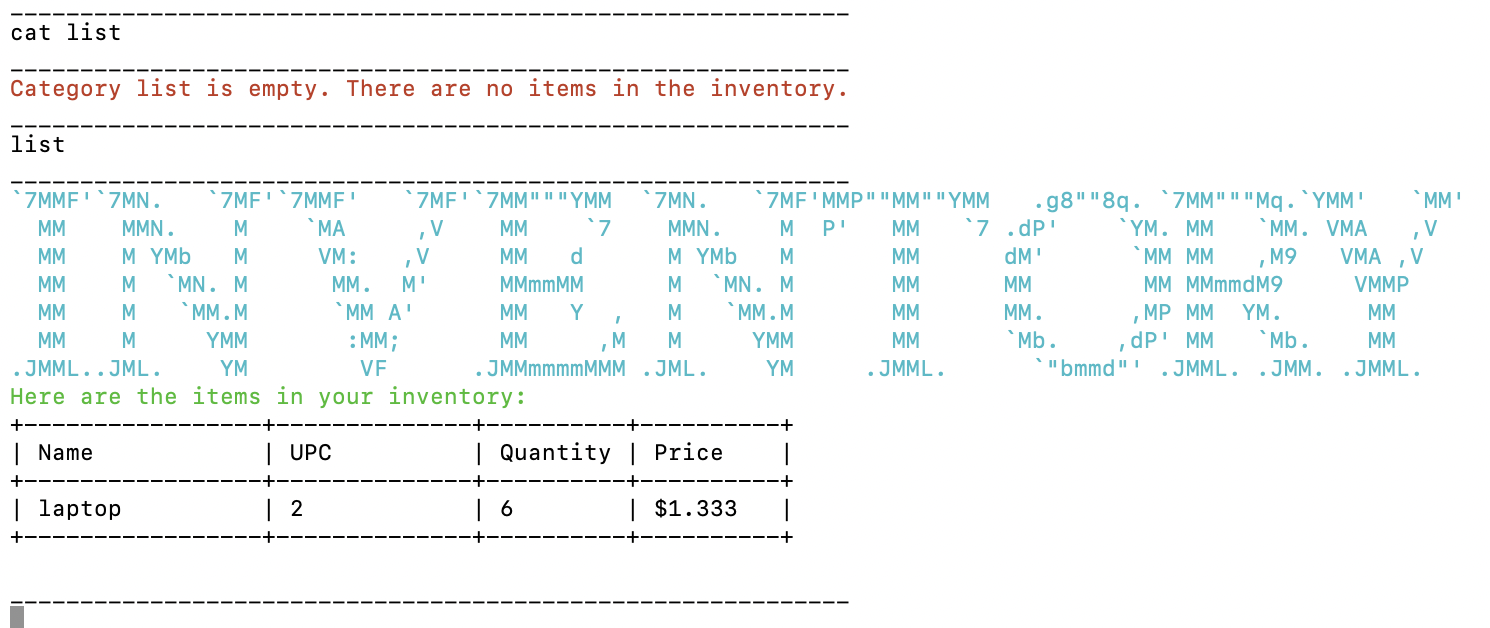 ____________________________________________________________
cat list
____________________________________________________________
Category list is empty. There are no items in the inventory.
____________________________________________________________
list
____________________________________________________________
`7MMF'`7MN.   `7MF'`7MMF'   `7MF'`7MM"""YMM  `7MN.   `7MF'MMP""MM""YMM   .g8""8q. `7MM"""Mq.`YMM'   `MM'
  MM    MMN.    M    `MA     ,V    MM    `7    MMN.    M  P'   MM   `7 .dP'    `YM. MM   `MM. VMA   ,V
  MM    M YMb   M     VM:   ,V     MM   d      M YMb   M       MM      dM'      `MM MM   ,M9   VMA ,V
  MM    M  `MN. M      MM.  M'     MMmmMM      M  `MN. M       MM      MM        MM MMmmdM9     VMMP
  MM    M   `MM.M      `MM A'      MM   Y  ,   M   `MM.M       MM      MM.      ,MP MM  YM.      MM
  MM    M     YMM       :MM;       MM     ,M   M     YMM       MM      `Mb.    ,dP' MM   `Mb.    MM
.JMML..JML.    YM        VF      .JMMmmmmMMM .JML.    YM     .JMML.      `"bmmd"' .JMML. .JMM. .JMML.
Here are the items in your inventory:
+-----------------+--------------+----------+----------+
| Name            | UPC          | Quantity | Price    |
+-----------------+--------------+----------+----------+
| laptop          | 2            | 6        | $1.333   |
+-----------------+--------------+----------+----------+
____________________________________________________________